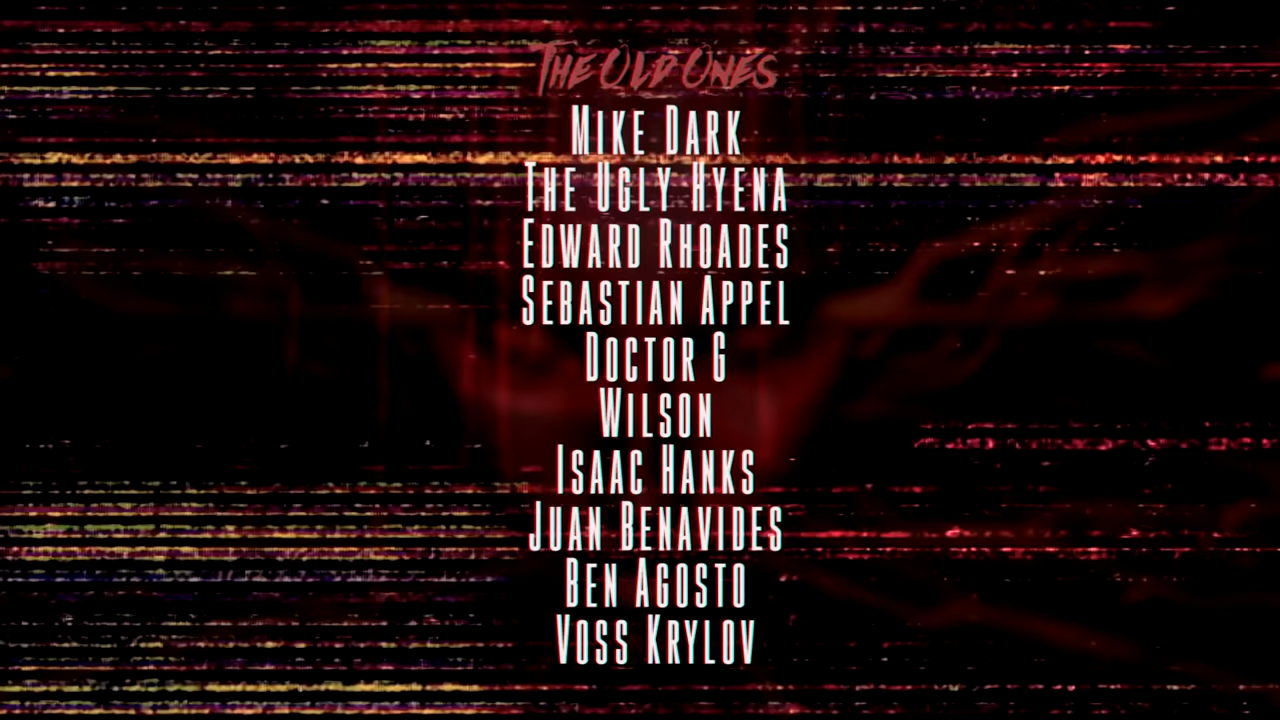 The Old Ones
Mike Dark
The Ugly Hyena
Edward Rhoades
Sebastian Appel
Doctor G
Wilson
Isaac Hanks
Juan Benavides
Ben Agosto
Voss Krylov